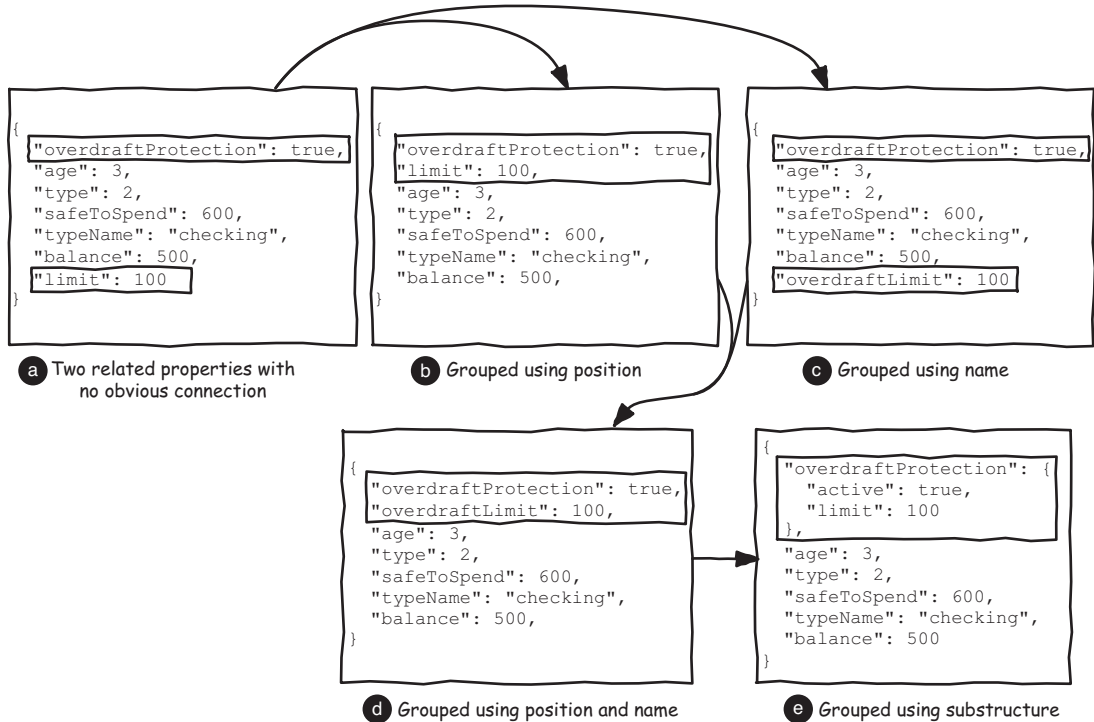 {
"overdraftProtection": true,
"age": 3,
"type": 2,
"safeToSpend": 600,
"typeName": "checking",
"balance": 500,
"limit": 100
}
a Two related properties with
no obvious connection
{
"overdraftProtection": true,
"limit": 100,
"age": 3,
"type": 2,
"safeToSpend": 600,
"typeName": "checking",
"balance": 500,
}
b Grouped using position
{
"overdraftProtection": true,
"age": 3,
"type": 2,
"safeToSpend": 600,
"typeName": "checking",
"balance": 500,
"overdraftLimit": 100
}
c Grouped using name
{
"overdraftProtection": true,
"overdraftLimit": 100,
"age": 3,
"type": 2,
"safeToSpend": 600,
"typeName": "checking",
"balance": 500,
}
d Grouped using position and name
{
"overdraftProtection": {
"active": true,
"limit": 100
},
"age": 3,
"type": 2,
"safeToSpend": 600,
"typeName": "checking",
"balance": 500
}
e Grouped using substructure